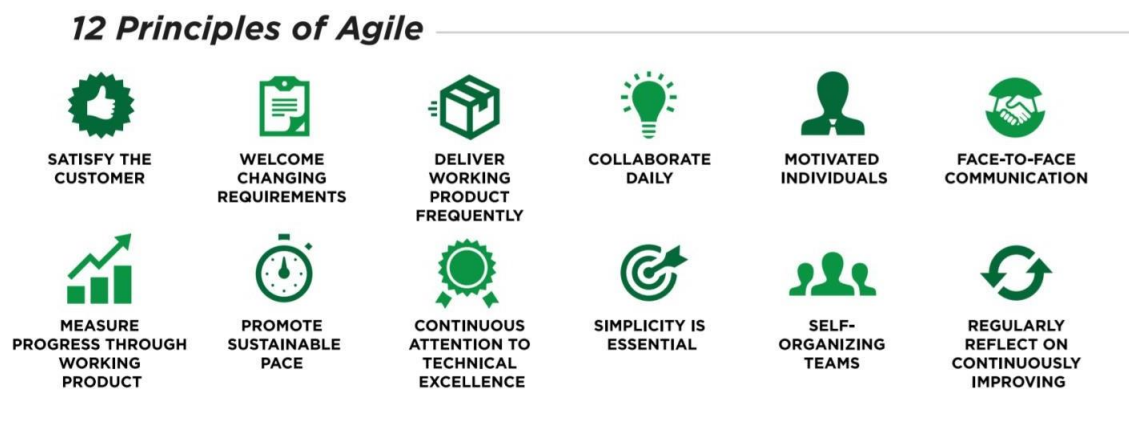 12 Principles of Agile
SATISFY THE
CUSTOMER
WELCOME
CHANGING
REQUIREMENTS
DELIVER
WORKING
PRODUCT
FREQUENTLY
COLLABORATE
DAILY
MOTIVATED
INDIVIDUALS
FACE-TO-FACE
COMMUNICATION
MEASURE
PROGRESS THROUGH
WORKING
PRODUCT
PROMOTE
SUSTAINABLE
PACE
CONTINUOUS
ATTENTION TO
TECHNICAL
EXCELLENCE
SIMPLICITY IS
ESSENTIAL
SELF-
ORGANIZING
TEAMS
REGULARLY
REFLECT ON
CONTINUOUSLY
IMPROVING